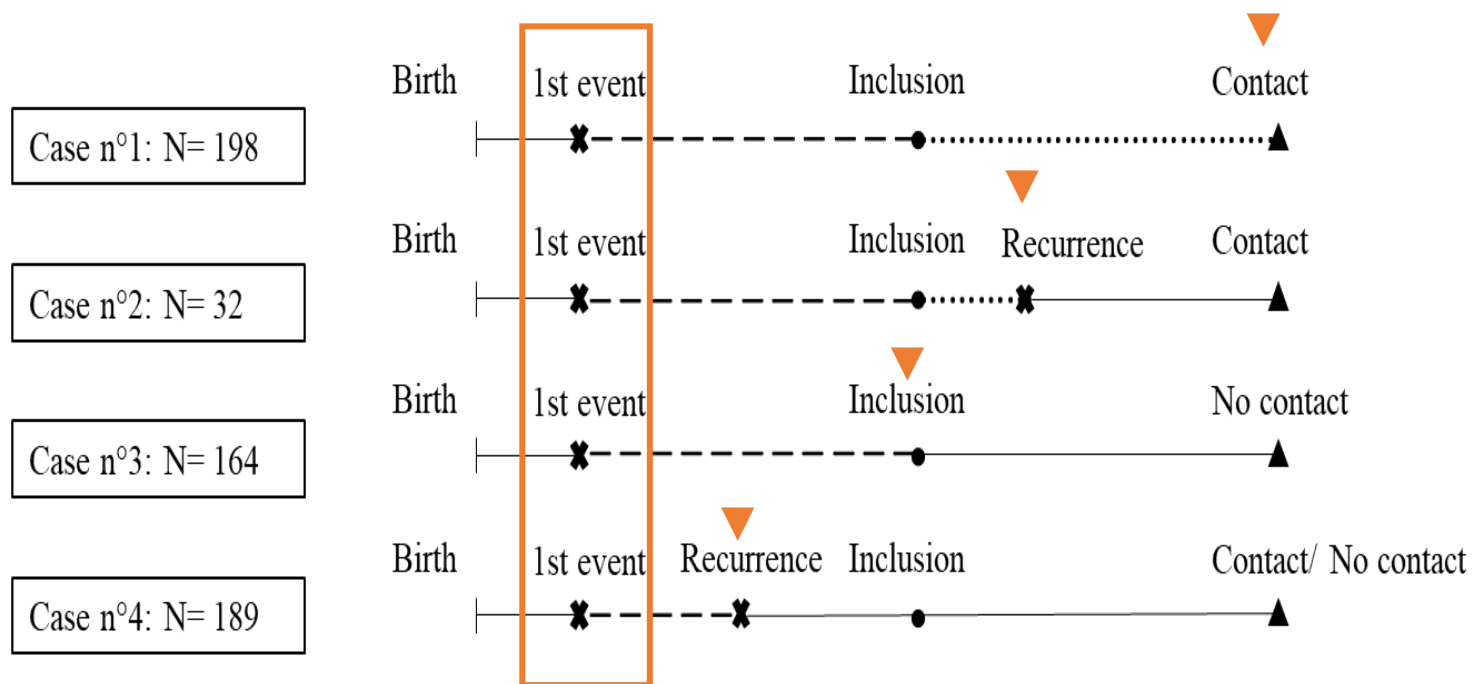 Birth 1st event Inclusion Contact
Case n°1: N= 198
Birth 1st event Inclusion Recurrence Contact
Case n°2: N= 32
Birth 1st event Inclusion No contact
Case n°3: N= 164
Birth 1st event Recurrence Inclusion Contact/ No contact
Case n°4: N= 189